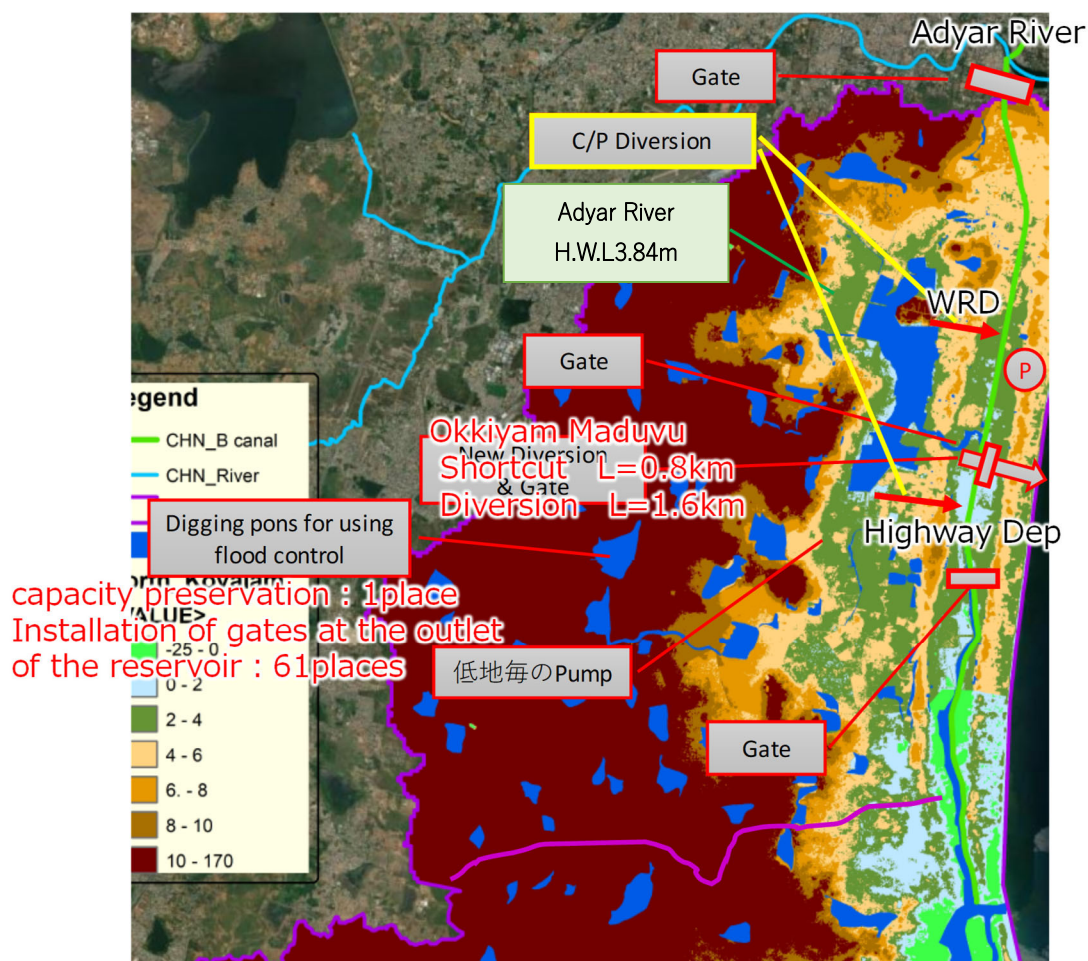 Adyar River
Gate
C/P Diversion
Adyar River
H.W.L3.84m
WRD
Gate
P
Okkiyam Maduvu
New Diversion
& Gate
Shortcut L=0.8km
Diversion L=1.6km
Highway Dep
egend
CHN_B canal
CHN_River
Digging pons for using
flood control
capacity preservation : 1place
Installation of gates at the outlet
of the reservoir : 61places
VALUE>
-25 - 0
0 - 2
2 - 4
4 - 6
6. - 8
8 - 10
10 - 170
低地毎のPump
Gate